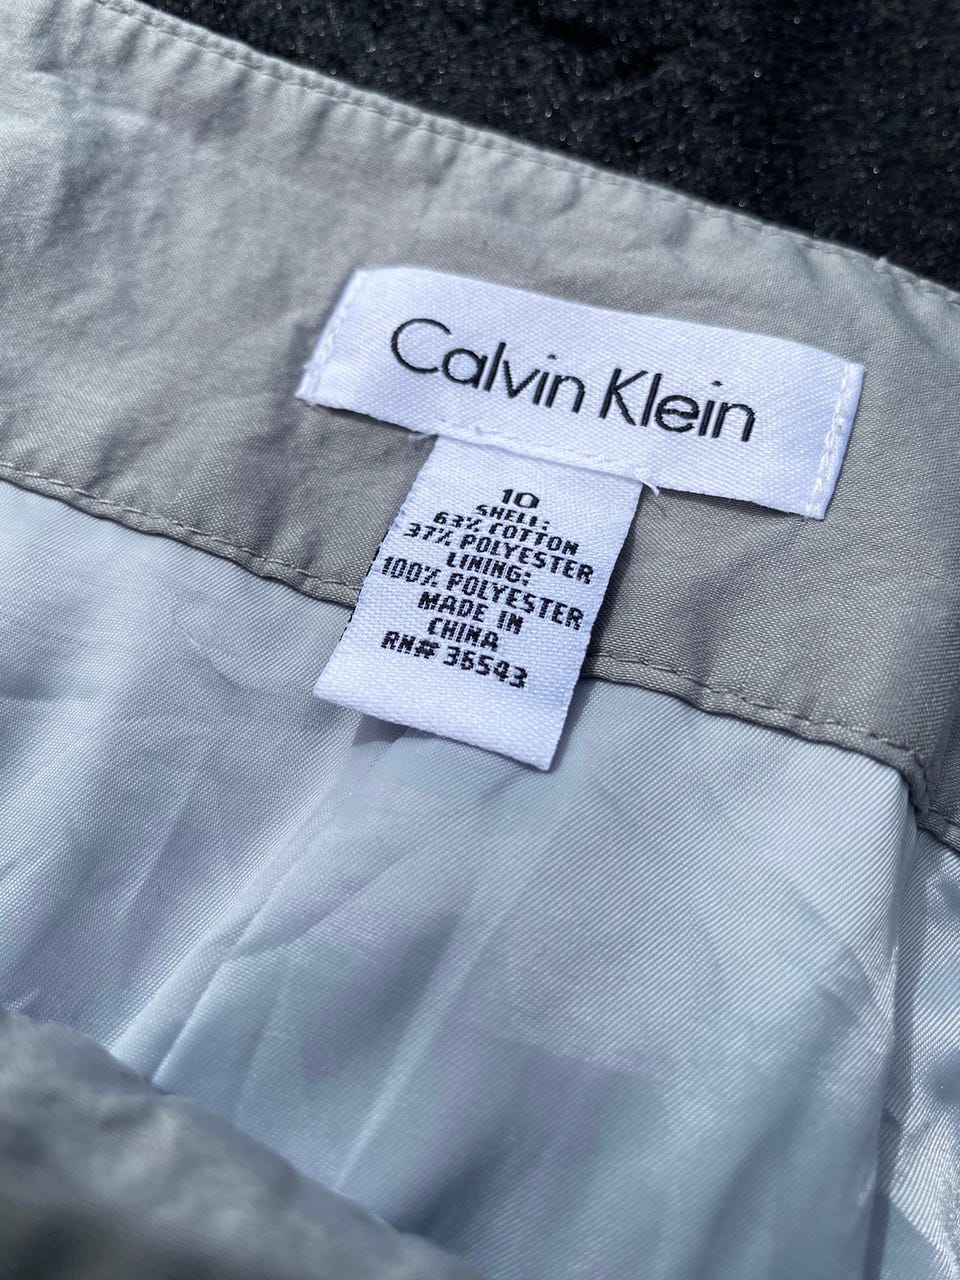 Calvin Klein
10
SHELL:
63% COTTON
37% POLYESTER
LINING:
100% POLYESTER
MADE IN
CHINA
RN# 36543